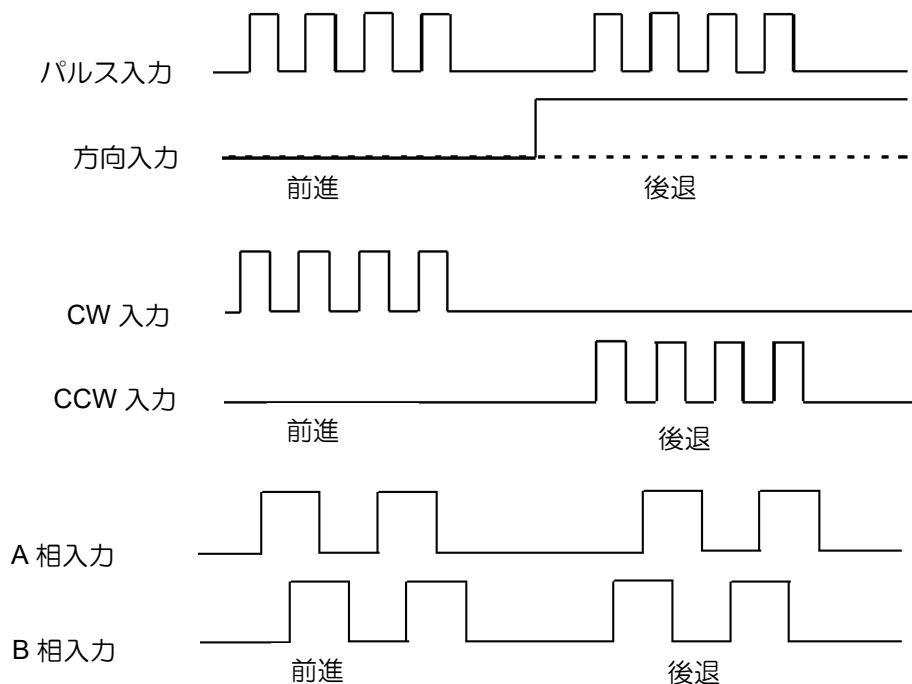 パルス入力
方向入力
前進 後退
CW 入力
CCW 入力
前進 後退
A 相入力
B 相入力
前進 後退